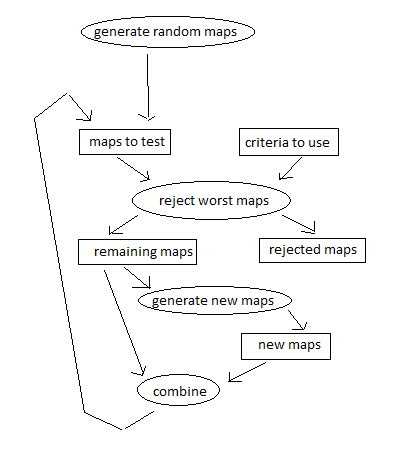 generate random maps
maps to test
criteria to use
reject worst maps
remaining maps
rejected maps
generate new maps
new maps
combine